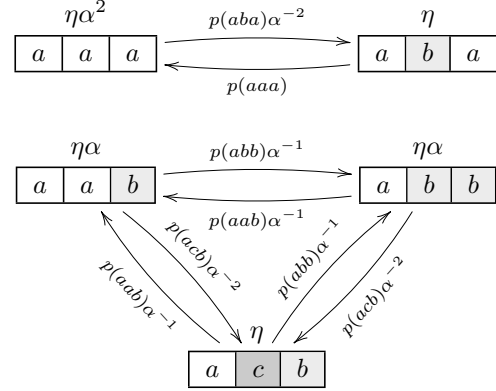 ηα² η
p(aba)α⁻²
a a a a b a
p(aaa)
ηα ηα
p(abb)α⁻¹
a a b a b b
p(aab)α⁻¹
p(aab)α⁻¹ p(acb)α⁻² p(abb)α⁻¹ p(acb)α⁻²
η
a c b